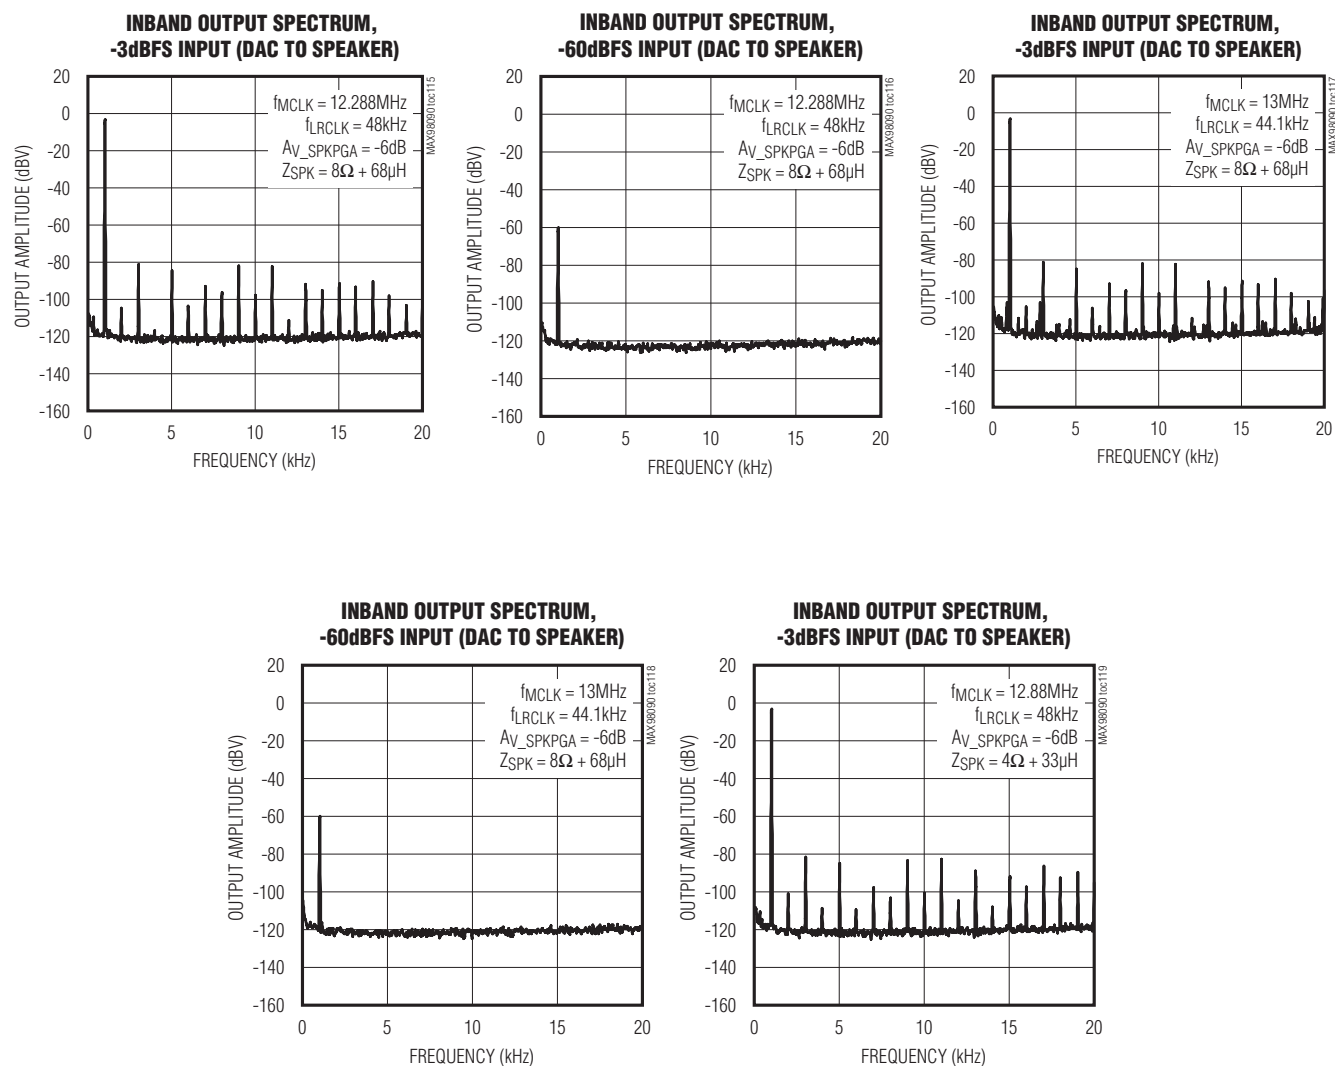 INBAND OUTPUT SPECTRUM,
-3dBFS INPUT (DAC TO SPEAKER)
20
0
-20
-40
-60
-80
-100
-120
-140
-160
OUTPUT AMPLITUDE (dBV)
fMCLK = 12.288MHz
fLRCLK = 48kHz
AV_SPKPGA = -6dB
ZSPK = 8Ω + 68µH
MAX98090 toc115
0 5 10 15 20
FREQUENCY (kHz)
INBAND OUTPUT SPECTRUM,
-60dBFS INPUT (DAC TO SPEAKER)
20
0
-20
-40
-60
-80
-100
-120
-140
-160
OUTPUT AMPLITUDE (dBV)
fMCLK = 12.288MHz
fLRCLK = 48kHz
AV_SPKPGA = -6dB
ZSPK = 8Ω + 68µH
MAX98090 toc116
0 5 10 15 20
FREQUENCY (kHz)
INBAND OUTPUT SPECTRUM,
-3dBFS INPUT (DAC TO SPEAKER)
20
0
-20
-40
-60
-80
-100
-120
-140
-160
OUTPUT AMPLITUDE (dBV)
fMCLK = 13MHz
fLRCLK = 44.1kHz
AV_SPKPGA = -6dB
ZSPK = 8Ω + 68µH
MAX98090 toc117
0 5 10 15 20
FREQUENCY (kHz)
INBAND OUTPUT SPECTRUM,
-60dBFS INPUT (DAC TO SPEAKER)
20
0
-20
-40
-60
-80
-100
-120
-140
-160
OUTPUT AMPLITUDE (dBV)
fMCLK = 13MHz
fLRCLK = 44.1kHz
AV_SPKPGA = -6dB
ZSPK = 8Ω + 68µH
MAX98090 toc118
0 5 10 15 20
FREQUENCY (kHz)
INBAND OUTPUT SPECTRUM,
-3dBFS INPUT (DAC TO SPEAKER)
20
0
-20
-40
-60
-80
-100
-120
-140
-160
OUTPUT AMPLITUDE (dBV)
fMCLK = 12.88MHz
fLRCLK = 48kHz
AV_SPKPGA = -6dB
ZSPK = 4Ω + 33µH
MAX98090 toc119
0 5 10 15 20
FREQUENCY (kHz)